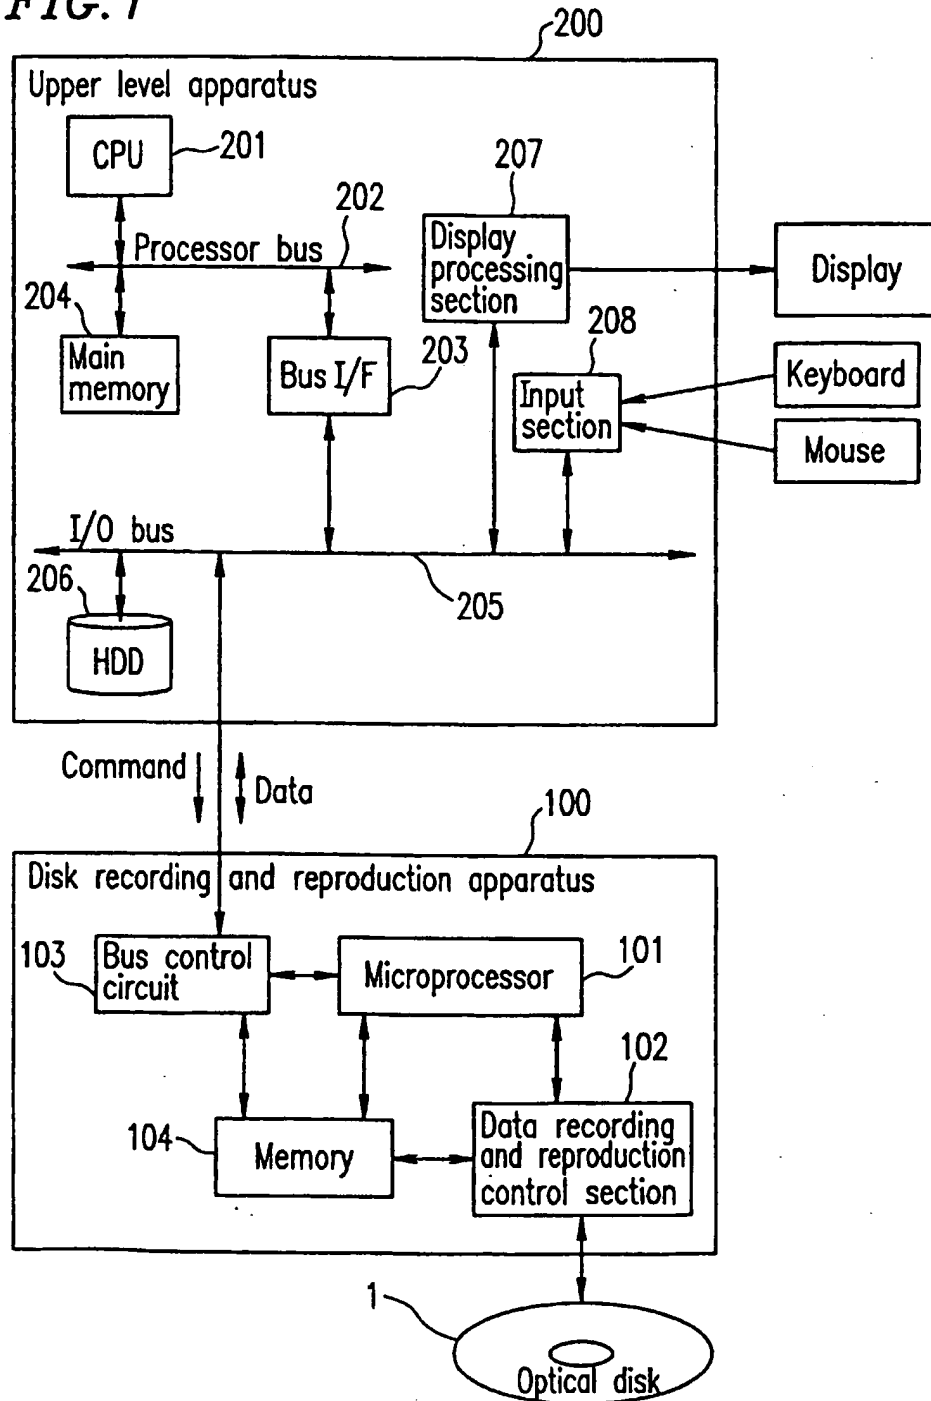 FIG. 7
200
Upper level apparatus
CPU
201
207
202
Processor bus
Display
processing
section
Display
204
208
Main
memory
Bus I/F
203
Keyboard
Input
section
Mouse
I/O bus
206
205
HDD
Command
Data
100
Disk recording and reproduction apparatus
103
Bus control
circuit
Microprocessor
101
102
104
Memory
Data recording
and reproduction
control section
1
Optical disk